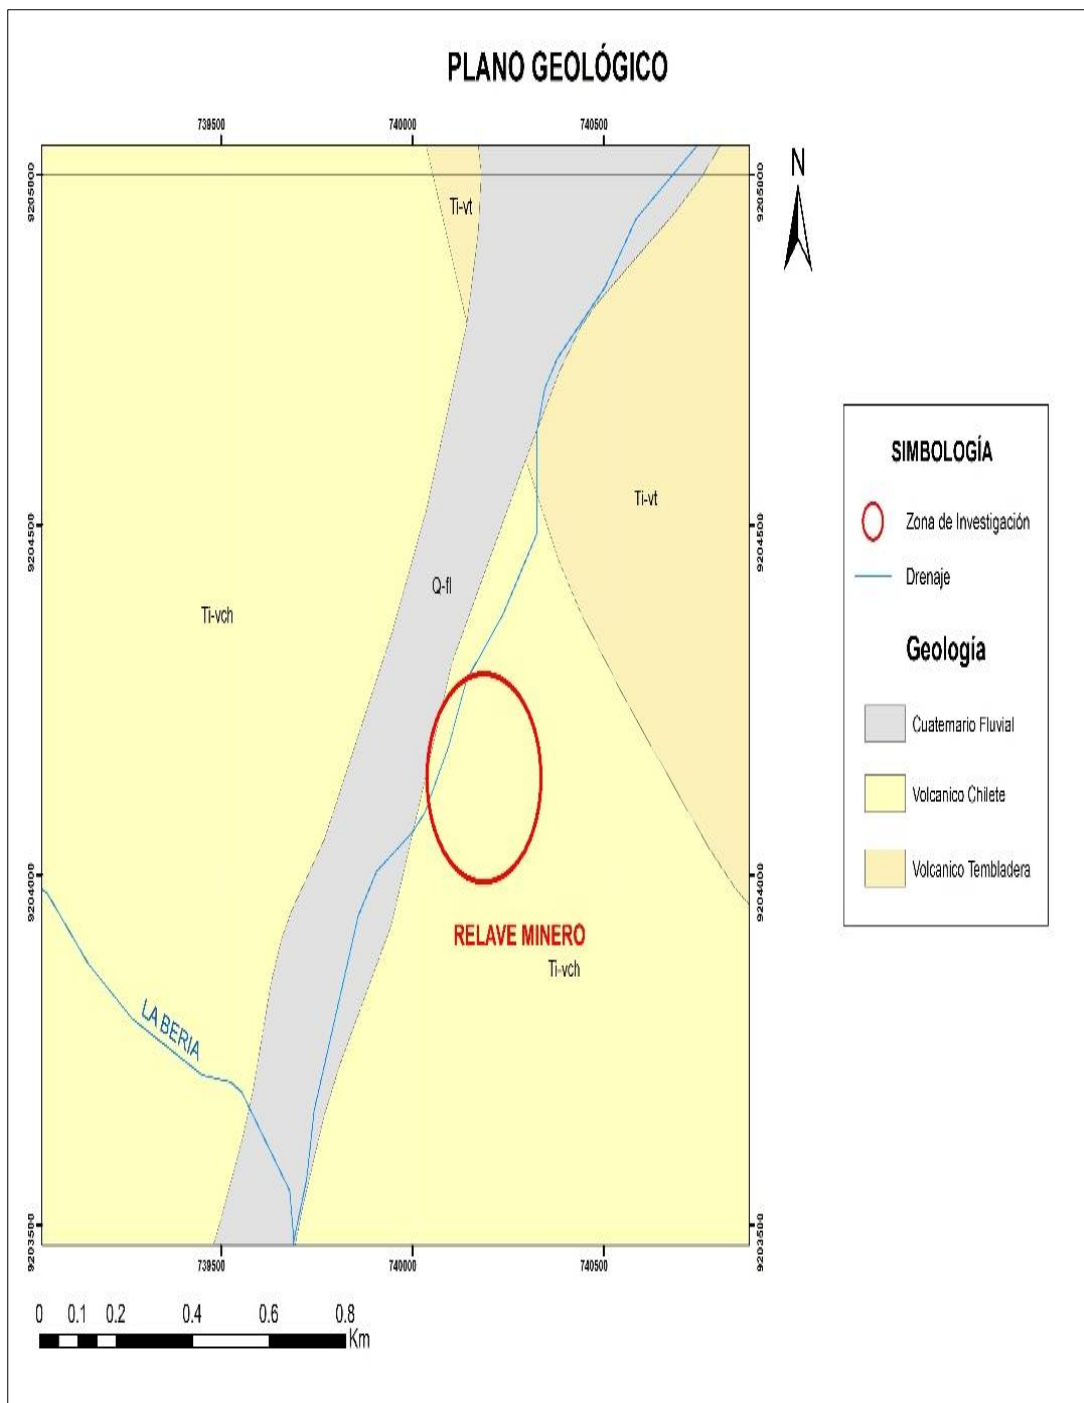 PLANO GEOLÓGICO
739500 740000 740500
N
9205000 9205000
Ti-vt
SIMBOLOGÍA
Ti-vt
Zona de Investigación
9204500 9204500
Drenaje
Q-fl
Ti-vch
Geología
Cuaternario Fluvial
Volcanico Chilete
Volcanico Tembladera
9204000 9204000
RELAVE MINERO
Ti-vch
LA BERIA
9203500 9203500
739500 740000 740500
0 0.1 0.2 0.4 0.6 0.8
Km